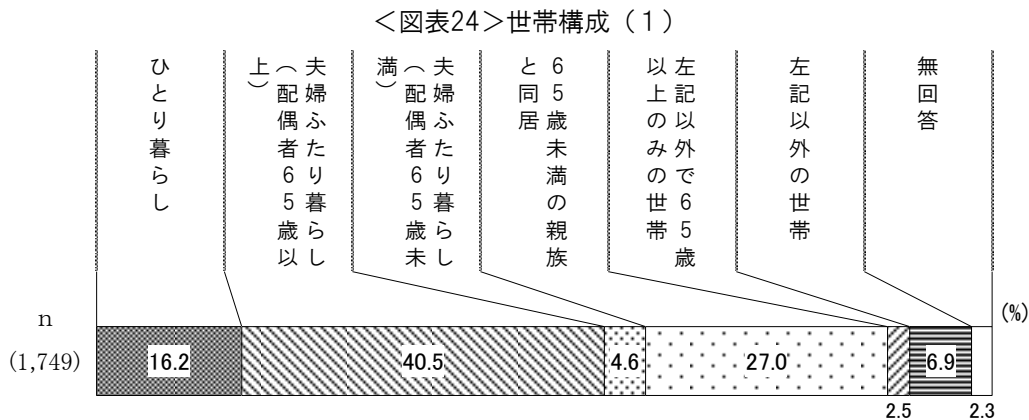 ＜図表24＞世帯構成（１）
ひとり暮らし
夫婦ふたり暮らし
（配偶者６５歳以
上）
夫婦ふたり暮らし
（配偶者６５歳未
満）
６５歳未満の親族
と同居
左記以外で６５歳
以上のみの世帯
左記以外の世帯
無回答
(%)
n
(1,749)
16.2
40.5
4.6
27.0
2.5
6.9
2.3